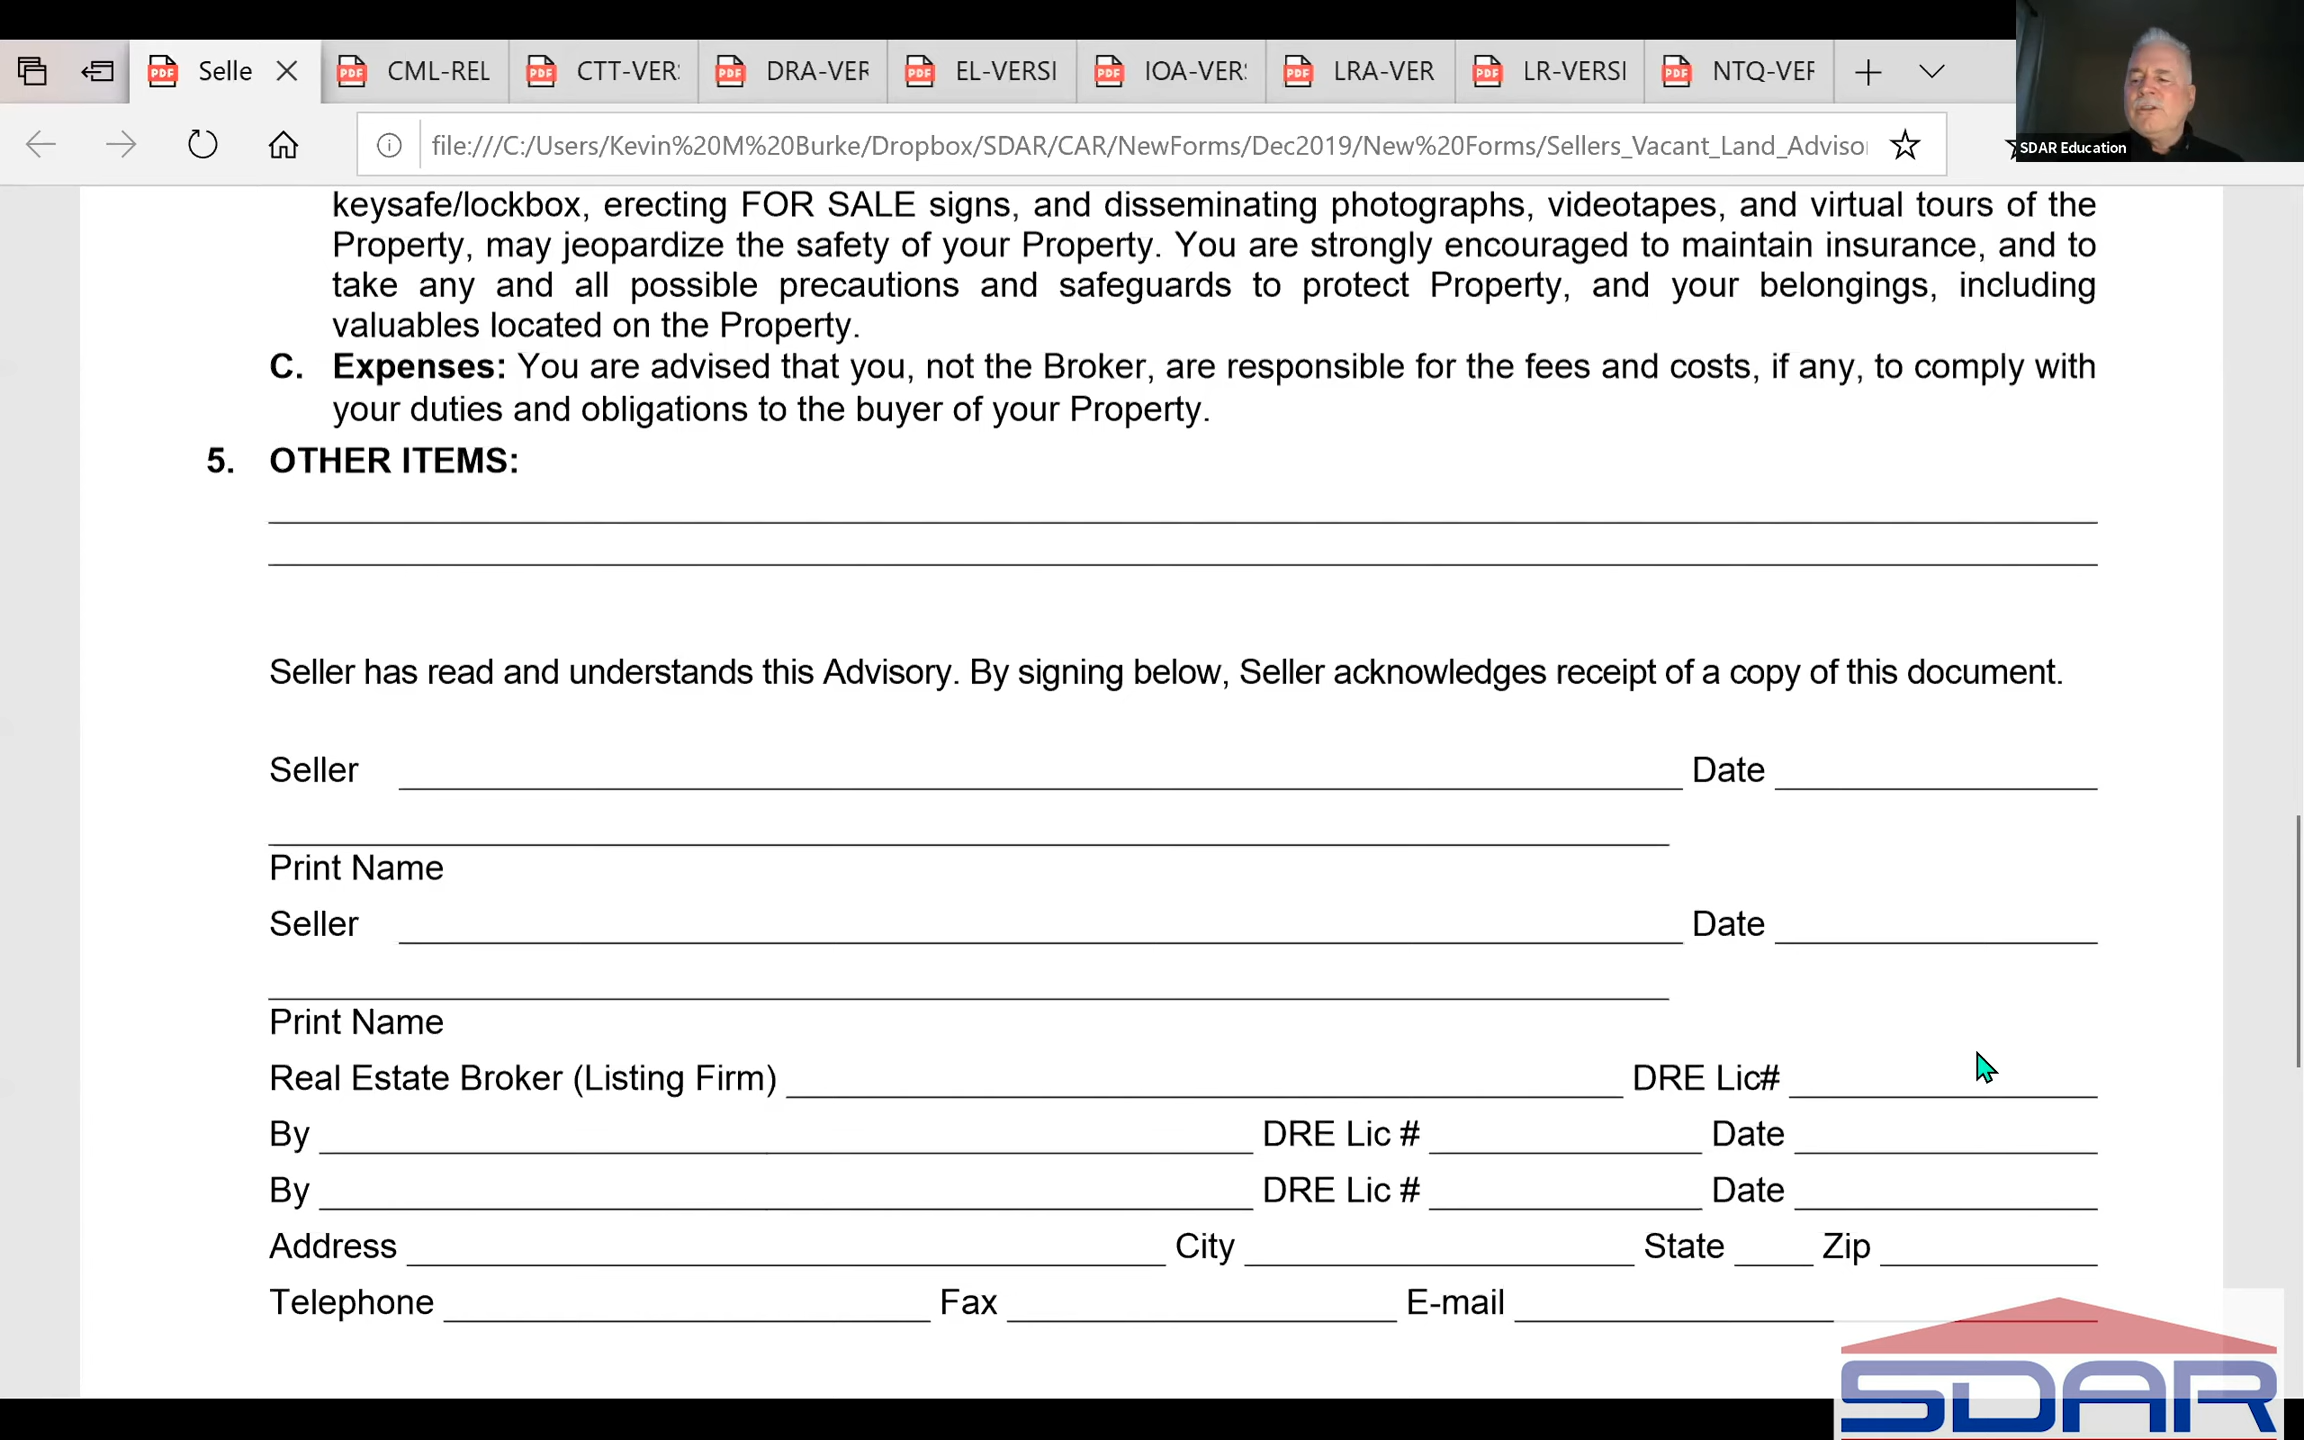 Selle
CML-REL
CTT-VER
DRA-VER
EL-VERSI
IOA-VER
LRA-VER
LR-VERSI
NTQ-VEF
file:///C:/Users/Kevin%20M%20Burke/Dropbox/SDAR/CAR/NewForms/Dec2019/New%20Forms/Sellers_Vacant_Land_Adviso
SDAR Education
keysafe/lockbox, erecting FOR SALE signs, and disseminating photographs, videotapes, and virtual tours of the
Property, may jeopardize the safety of your Property. You are strongly encouraged to maintain insurance, and to
take any and all possible precautions and safeguards to protect Property, and your belongings, including
valuables located on the Property.
C. Expenses: You are advised that you, not the Broker, are responsible for the fees and costs, if any, to comply with
your duties and obligations to the buyer of your Property.
5. OTHER ITEMS:
Seller has read and understands this Advisory. By signing below, Seller acknowledges receipt of a copy of this document.
Seller Date
Print Name
Seller Date
Print Name
Real Estate Broker (Listing Firm) DRE Lic#
By DRE Lic # Date
By DRE Lic # Date
Address City State Zip
Telephone Fax E-mail
SDAR